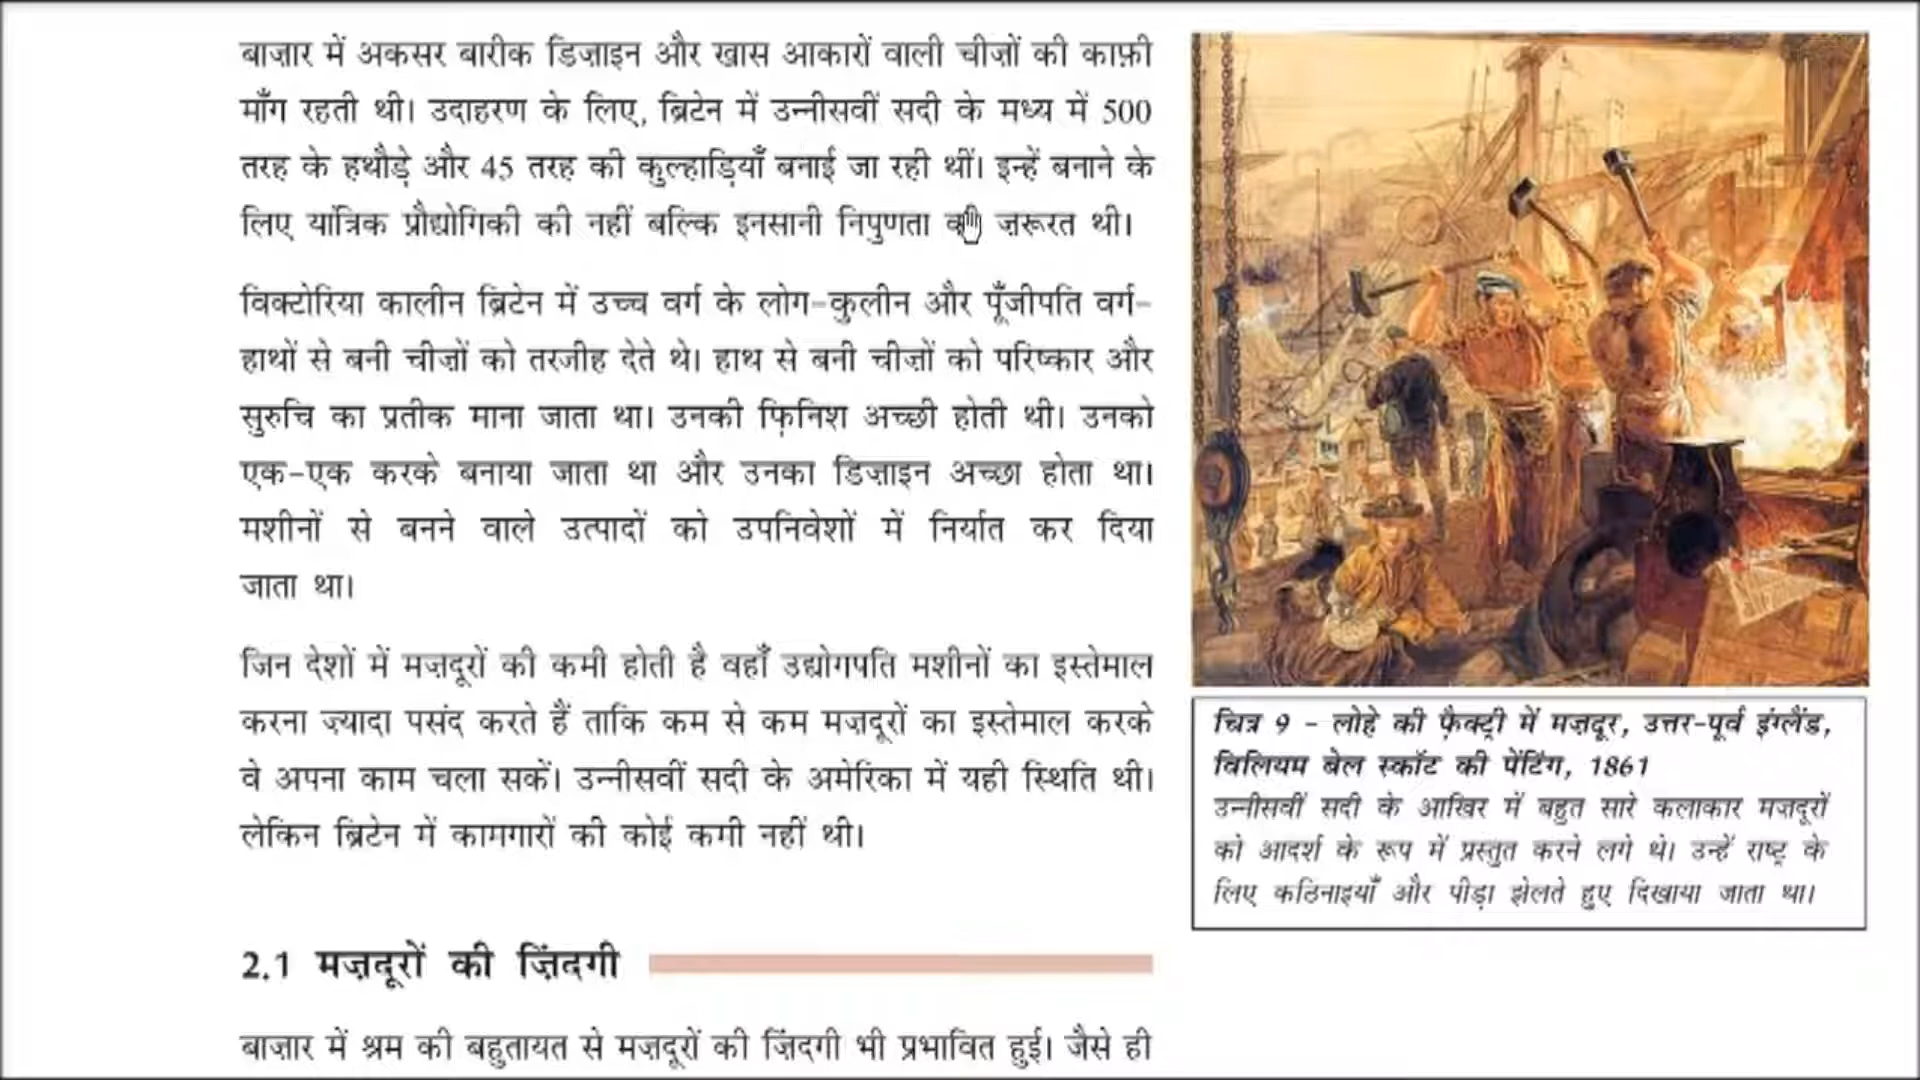 बाज़ार में अकसर बारीक डिज़ाइन और ख़ास आकारों वाली चीज़ों की काफ़ी
माँग रहती थी। उदाहरण के लिए, ब्रिटेन में उन्नीसवीं सदी के मध्य में 500
तरह के हथौड़े और 45 तरह की कुल्हाड़ियाँ बनाई जा रही थीं। इन्हें बनाने के
लिए यांत्रिक प्रौद्योगिकी की नहीं बल्कि इनसानी निपुणता की ज़रूरत थी।
विक्टोरिया कालीन ब्रिटेन में उच्च वर्ग के लोग-कुलीन और पूँजीपति वर्ग-
हाथों से बनी चीज़ों को तरजीह देते थे। हाथ से बनी चीज़ों को परिष्कार और
सुरुचि का प्रतीक माना जाता था। उनकी फ़िनिश अच्छी होती थी। उनको
एक-एक करके बनाया जाता था और उनका डिज़ाइन अच्छा होता था।
मशीनों से बनने वाले उत्पादों को उपनिवेशों में निर्यात कर दिया
जाता था।
जिन देशों में मज़दूरों की कमी होती है वहाँ उद्योगपति मशीनों का इस्तेमाल
करना ज़्यादा पसंद करते हैं ताकि कम से कम मज़दूरों का इस्तेमाल करके
वे अपना काम चला सकें। उन्नीसवीं सदी के अमेरिका में यही स्थिति थी।
लेकिन ब्रिटेन में कामगारों की कोई कमी नहीं थी।
2.1 मज़दूरों की ज़िंदगी
बाज़ार में श्रम की बहुतायत से मज़दूरों की ज़िंदगी भी प्रभावित हुई। जैसे ही
चित्र 9 – लोहे की फ़ैक्ट्री में मज़दूर, उत्तर-पूर्व इंग्लैंड,
विलियम बेल स्कॉट की पेंटिंग, 1861
उन्नीसवीं सदी के आखिर में बहुत सारे कलाकार मज़दूरों
को आदर्श के रूप में प्रस्तुत करने लगे थे। उन्हें राष्ट्र के
लिए कठिनाइयाँ और पीड़ा झेलते हुए दिखाया जाता था।